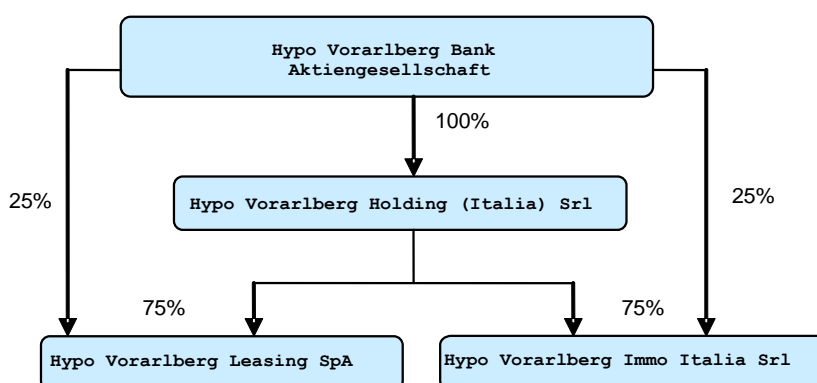 Hypo Vorarlberg Bank
Aktiengesellschaft
100%
25%
Hypo Vorarlberg Holding (Italia) Srl
25%
75%
75%
Hypo Vorarlberg Leasing SpA
Hypo Vorarlberg Immo Italia Srl